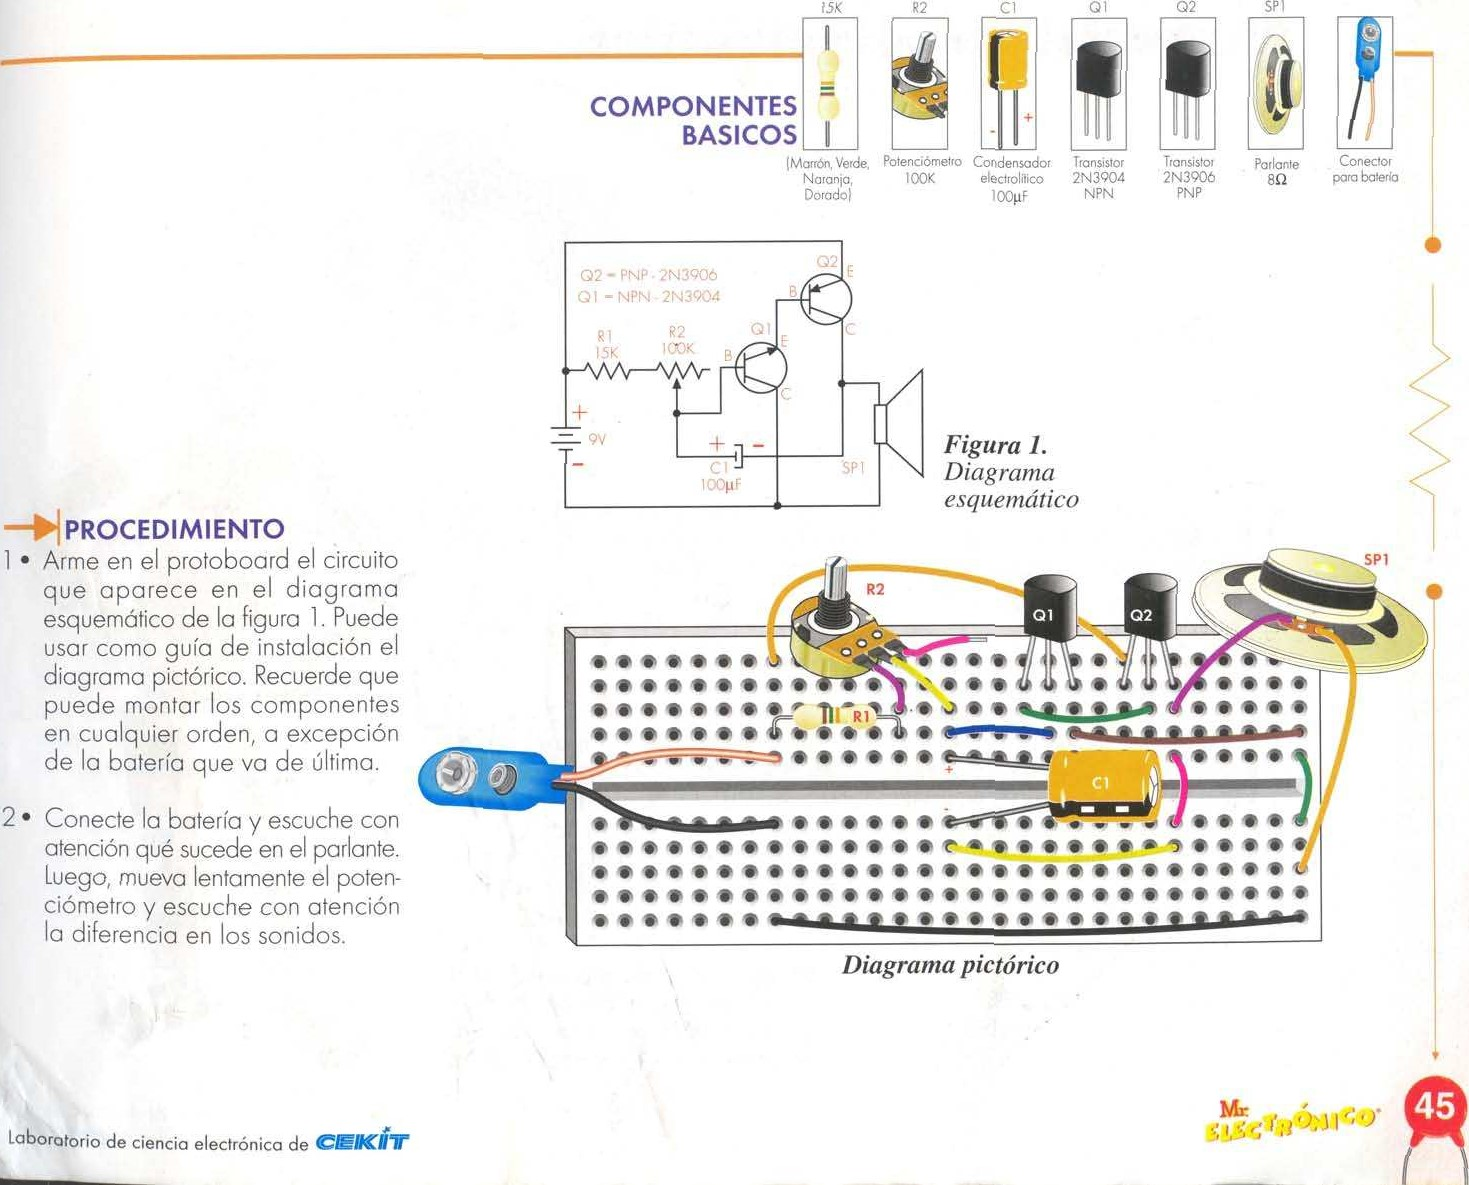 15K
R2
C1
Q1
Q2
SP1
COMPONENTES
BASICOS
- +
(Marrón, Verde,
Naranja,
Dorado)
Potenciómetro
100K
Condensador
electrolítico
100µF
Transistor
2N3904
NPN
Transistor
2N3906
PNP
Parlante
8Ω
Conector
para batería
Q2 = PNP - 2N3906
Q1 = NPN - 2N3904
Q2
E
B
C
R1
15K
R2
100K
Q1
E
B
C
+
9V
-
+ -
C1
100µF
SP1
Figura 1.
Diagrama
esquemático
PROCEDIMIENTO
1 • Arme en el protoboard el circuito
que aparece en el diagrama
esquemático de la figura 1. Puede
usar como guía de instalación el
diagrama pictórico. Recuerde que
puede montar los componentes
en cualquier orden, a excepción
de la batería que va de última.
2 • Conecte la batería y escuche con
atención qué sucede en el parlante.
Luego, mueva lentamente el poten-
ciómetro y escuche con atención
la diferencia en los sonidos.
R2
Q1
Q2
SP1
R1
+
C1
-
Diagrama pictórico
Laboratorio de ciencia electrónica de CEKIT
Mr.
ELECTRÓNICO
45